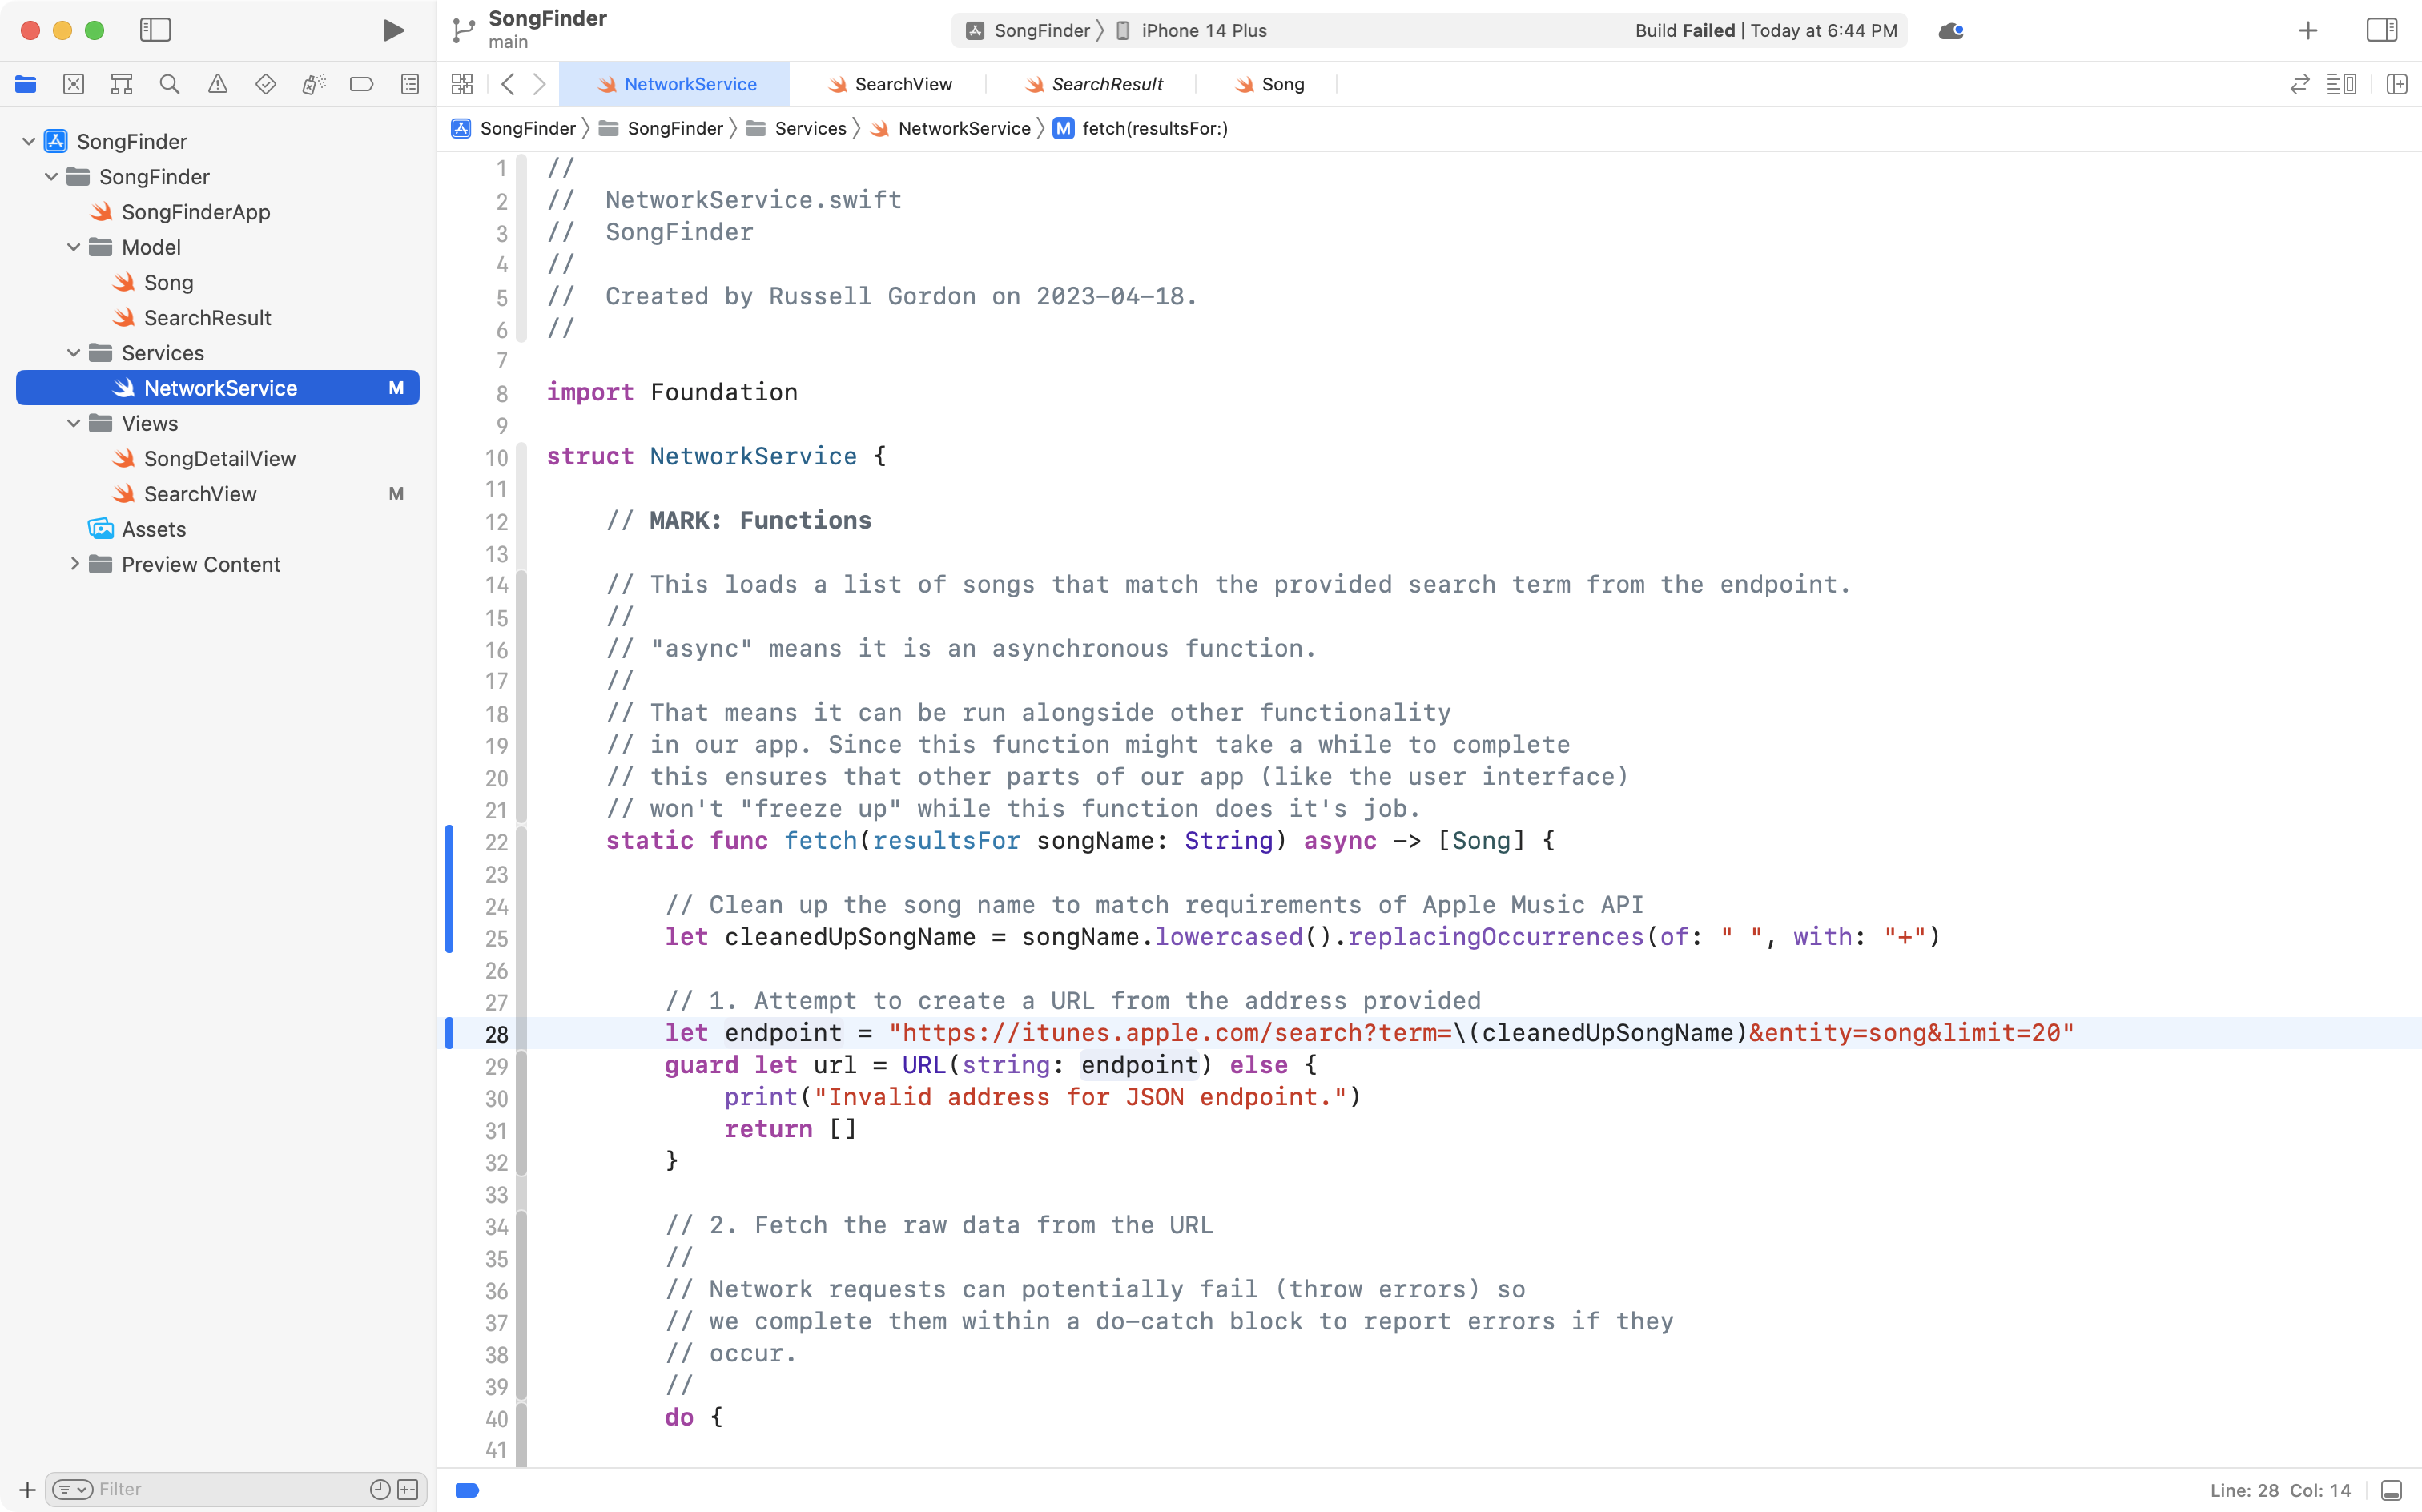 SongFinder
main
SongFinder 〉 iPhone 14 Plus
Build Failed | Today at 6:44 PM
NetworkService
SearchView
SearchResult
Song
SongFinder 〉 SongFinder 〉 Services 〉 NetworkService 〉 M fetch(resultsFor:)
SongFinder
SongFinder
SongFinderApp
Model
Song
SearchResult
Services
NetworkService M
Views
SongDetailView
SearchView M
Assets
Preview Content
Filter
1 //
2 //  NetworkService.swift
3 //  SongFinder
4 //
5 //  Created by Russell Gordon on 2023-04-18.
6 //
7
8 import Foundation
9
10 struct NetworkService {
11
12     // MARK: Functions
13
14     // This loads a list of songs that match the provided search term from the endpoint.
15     //
16     // "async" means it is an asynchronous function.
17     //
18     // That means it can be run alongside other functionality
19     // in our app. Since this function might take a while to complete
20     // this ensures that other parts of our app (like the user interface)
21     // won't "freeze up" while this function does it's job.
22     static func fetch(resultsFor songName: String) async -> [Song] {
23
24         // Clean up the song name to match requirements of Apple Music API
25         let cleanedUpSongName = songName.lowercased().replacingOccurrences(of: " ", with: "+")
26
27         // 1. Attempt to create a URL from the address provided
28         let endpoint = "https://itunes.apple.com/search?term=\(cleanedUpSongName)&entity=song&limit=20"
29         guard let url = URL(string: endpoint) else {
30             print("Invalid address for JSON endpoint.")
31             return []
32         }
33
34         // 2. Fetch the raw data from the URL
35         //
36         // Network requests can potentially fail (throw errors) so
37         // we complete them within a do-catch block to report errors if they
38         // occur.
39         //
40         do {
41
Line: 28  Col: 14